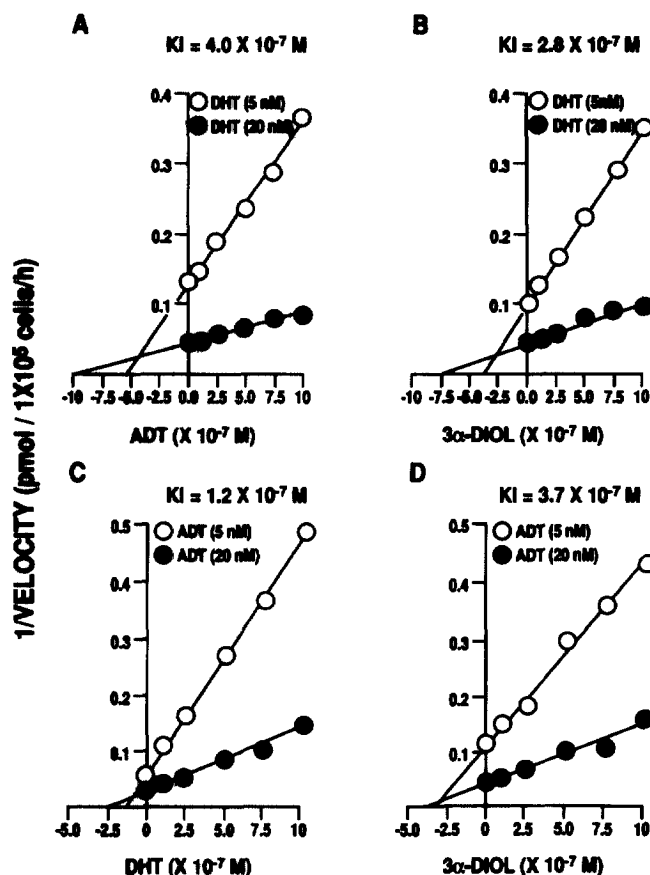 1/VELOCITY (pmol / 1X10⁵ cells/h)
A
KI = 4.0 X 10⁻⁷ M
DHT (5 nM)
DHT (20 nM)
0.4
0.3
0.2
0.1
-10 -7.5 -5.0 -2.5 0.0 2.5 5.0 7.5 10
ADT (X 10⁻⁷ M)
B
KI = 2.8 X 10⁻⁷ M
DHT (5nM)
DHT (20 nM)
0.4
0.3
0.2
0.1
-10 -7.5 -5.0 -2.5 0.0 2.5 5.0 7.5 10
3α-DIOL (X 10⁻⁷ M)
C
KI = 1.2 X 10⁻⁷ M
ADT (5 nM)
ADT (20 nM)
0.5
0.4
0.3
0.2
0.1
-5.0 -2.5 0 2.5 5.0 7.5 10
DHT (X 10⁻⁷ M)
D
KI = 3.7 X 10⁻⁷ M
ADT (5 nM)
ADT (20 nM)
0.5
0.4
0.3
0.2
0.1
-5.0 -2.5 0 2.5 5.0 7.5 10
3α-DIOL (X 10⁻⁷ M)